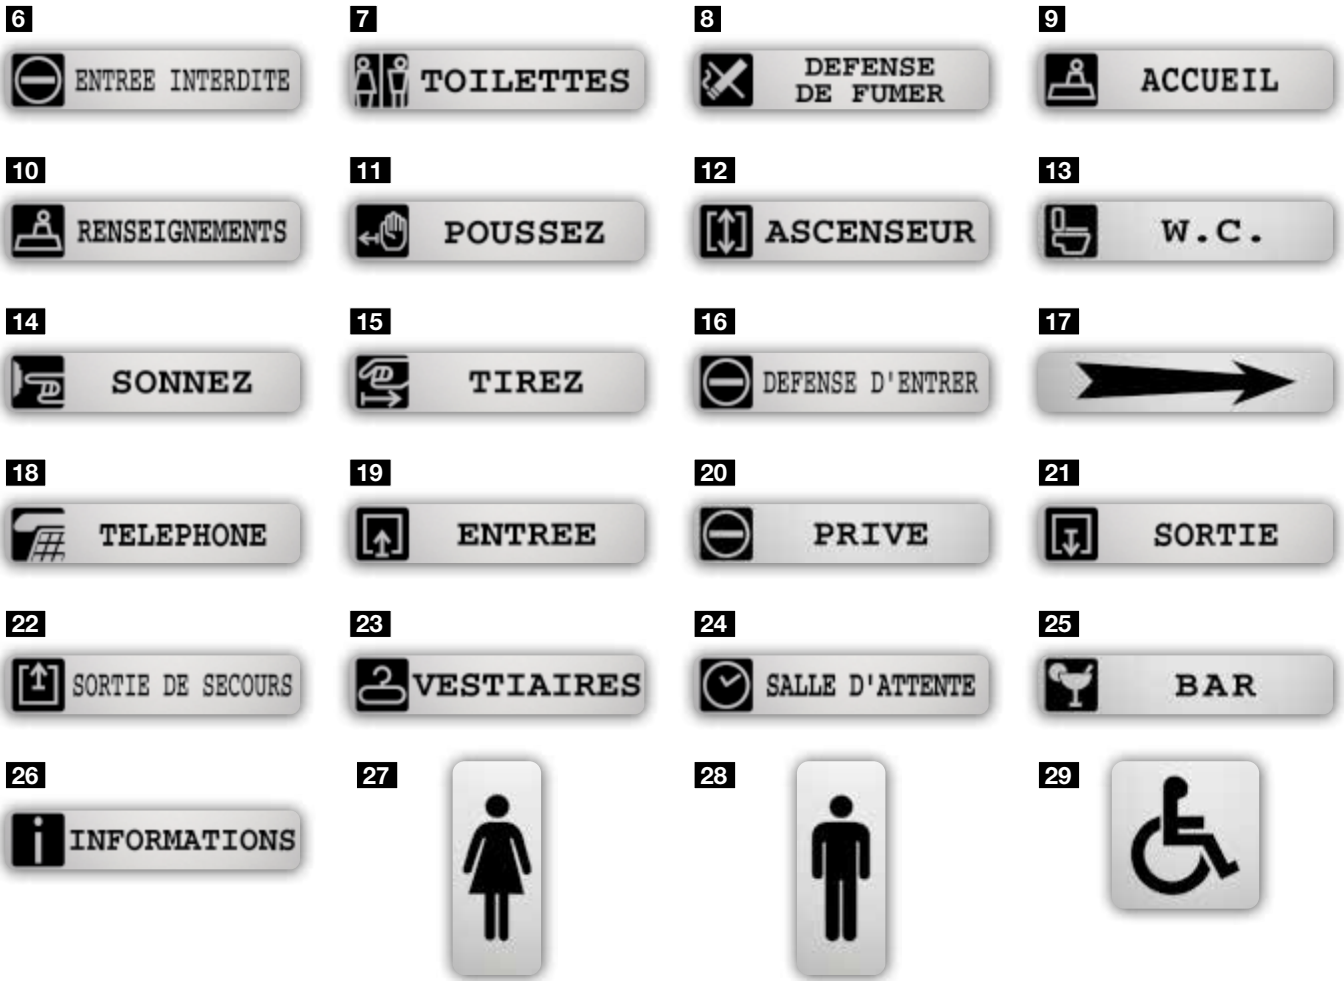 6
ENTREE INTERDITE
7
TOILETTES
8
DEFENSE
DE FUMER
9
ACCUEIL
10
RENSEIGNEMENTS
11
POUSSEZ
12
ASCENSEUR
13
W.C.
14
SONNEZ
15
TIREZ
16
DEFENSE D'ENTRER
17
18
TELEPHONE
19
ENTREE
20
PRIVE
21
SORTIE
22
SORTIE DE SECOURS
23
VESTIAIRES
24
SALLE D'ATTENTE
25
BAR
26
INFORMATIONS
27
28
29